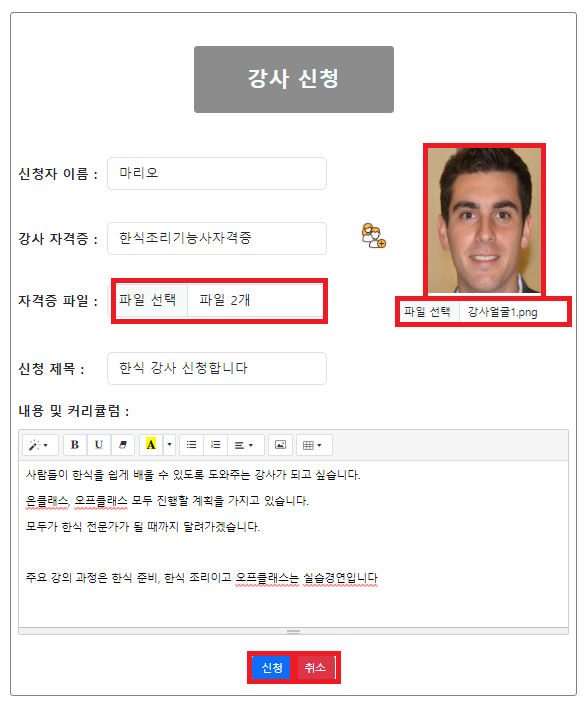 강사 신청
신청자 이름 : 마리오
강사 자격증 : 한식조리기능사자격증
자격증 파일 : 파일 선택 파일 2개
파일 선택 강사얼굴1.png
신청 제목 : 한식 강사 신청합니다
내용 및 커리큘럼 :
B U A
사람들이 한식을 쉽게 배울 수 있도록 도와주는 강사가 되고 싶습니다.
온클래스, 오프클래스 모두 진행할 계획을 가지고 있습니다.
모두가 한식 전문가가 될 때까지 달려가겠습니다.
주요 강의 과정은 한식 준비, 한식 조리이고 오프클래스는 실습경연입니다
신청 취소